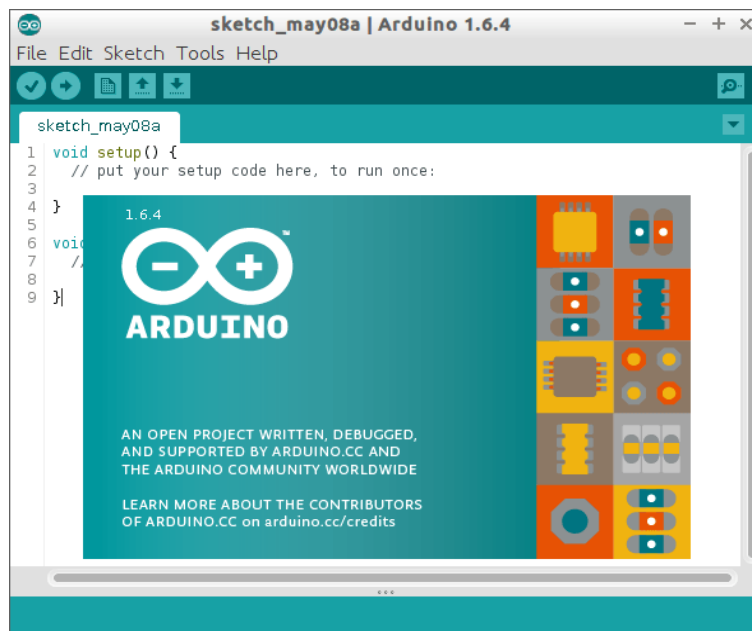 sketch_may08a | Arduino 1.6.4
File Edit Sketch Tools Help
sketch_may08a
1 void setup() {
2 // put your setup code here, to run once:
3
4 }
5
6 void
7 //
8
9 }
1.6.4
™
ARDUINO
AN OPEN PROJECT WRITTEN, DEBUGGED,
AND SUPPORTED BY ARDUINO.CC AND
THE ARDUINO COMMUNITY WORLDWIDE
LEARN MORE ABOUT THE CONTRIBUTORS
OF ARDUINO.CC on arduino.cc/credits